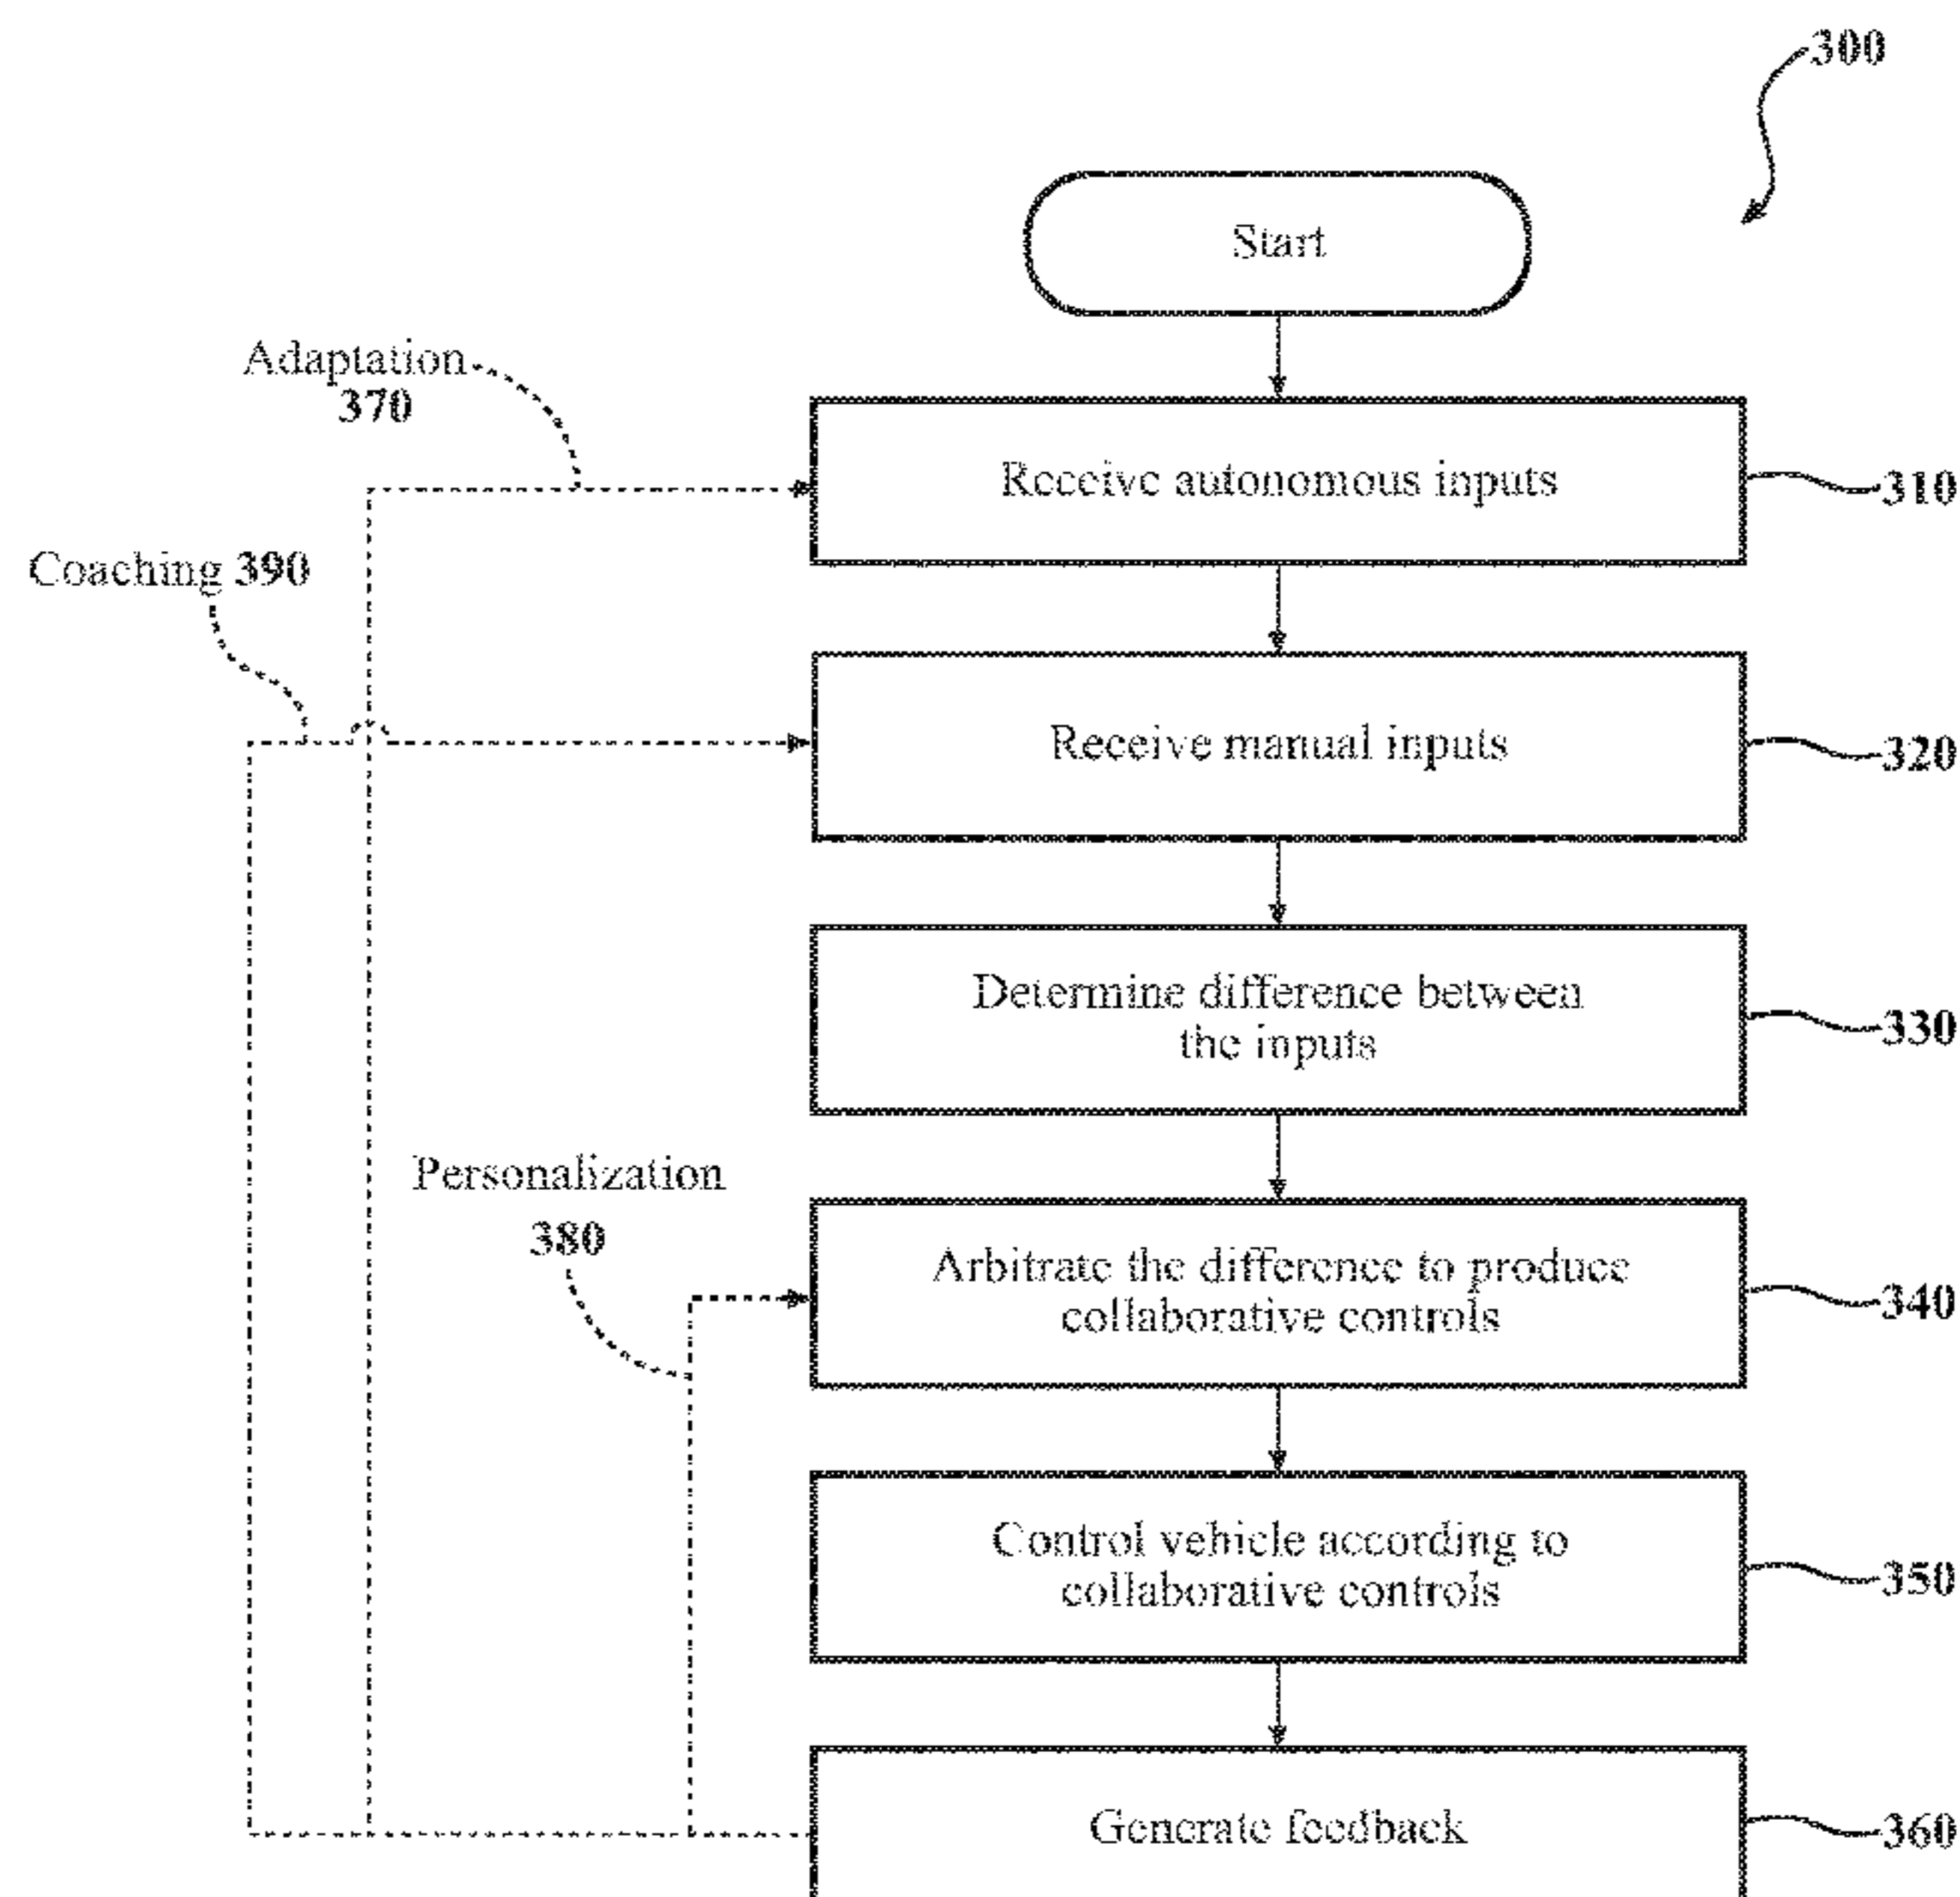 300
Start
Adaptation
370
Receive autonomous inputs
310
Coaching 390
Receive manual inputs
320
Determine difference between
the inputs
330
Personalization
380
Arbitrate the difference to produce
collaborative controls
340
Control vehicle according to
collaborative controls
350
Generate feedback
360